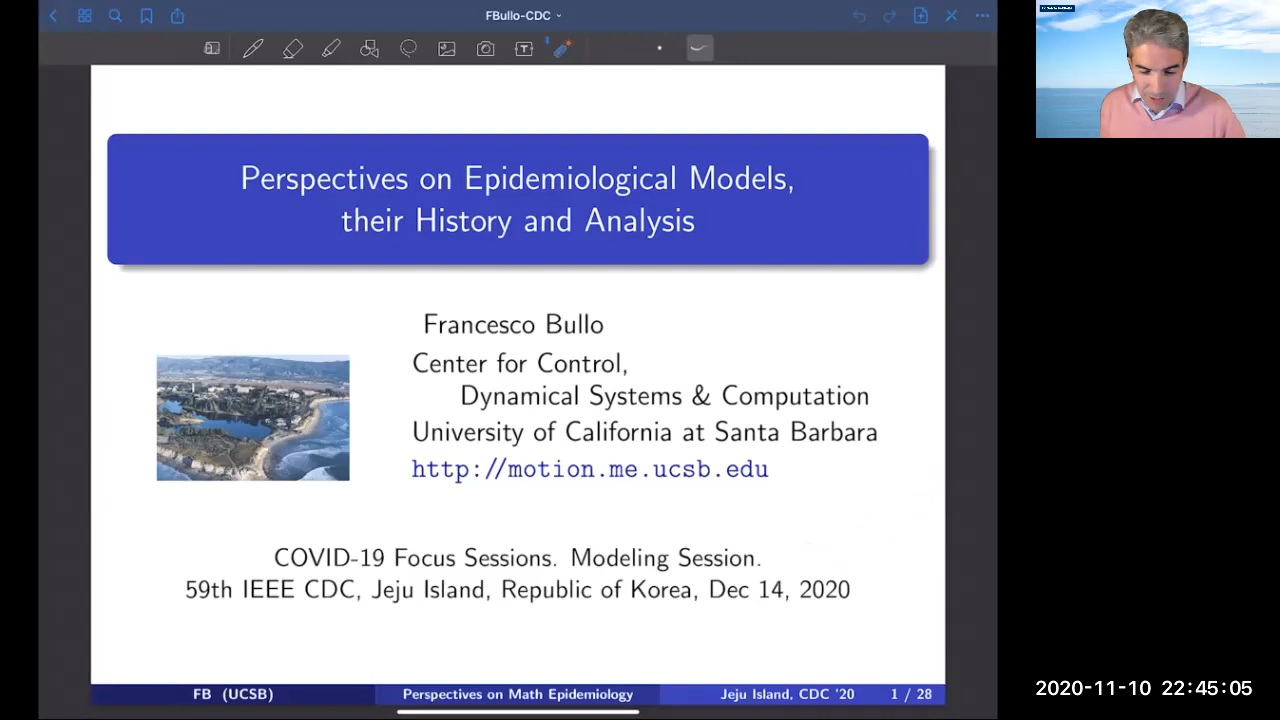 FBullo-CDC
Perspectives on Epidemiological Models,
their History and Analysis
Francesco Bullo
Center for Control,
Dynamical Systems & Computation
University of California at Santa Barbara
http://motion.me.ucsb.edu
COVID-19 Focus Sessions. Modeling Session.
59th IEEE CDC, Jeju Island, Republic of Korea, Dec 14, 2020
FB (UCSB)
Perspectives on Math Epidemiology
Jeju Island, CDC '20
1 / 28
2020-11-10 22:45:05